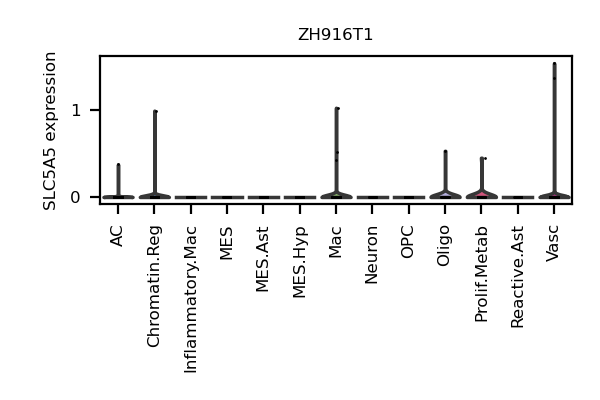 ZH916T1
SLC5A5 expression
1
0
AC
Chromatin.Reg
Inflammatory.Mac
MES
MES.Ast
MES.Hyp
Mac
Neuron
OPC
Oligo
Prolif.Metab
Reactive.Ast
Vasc